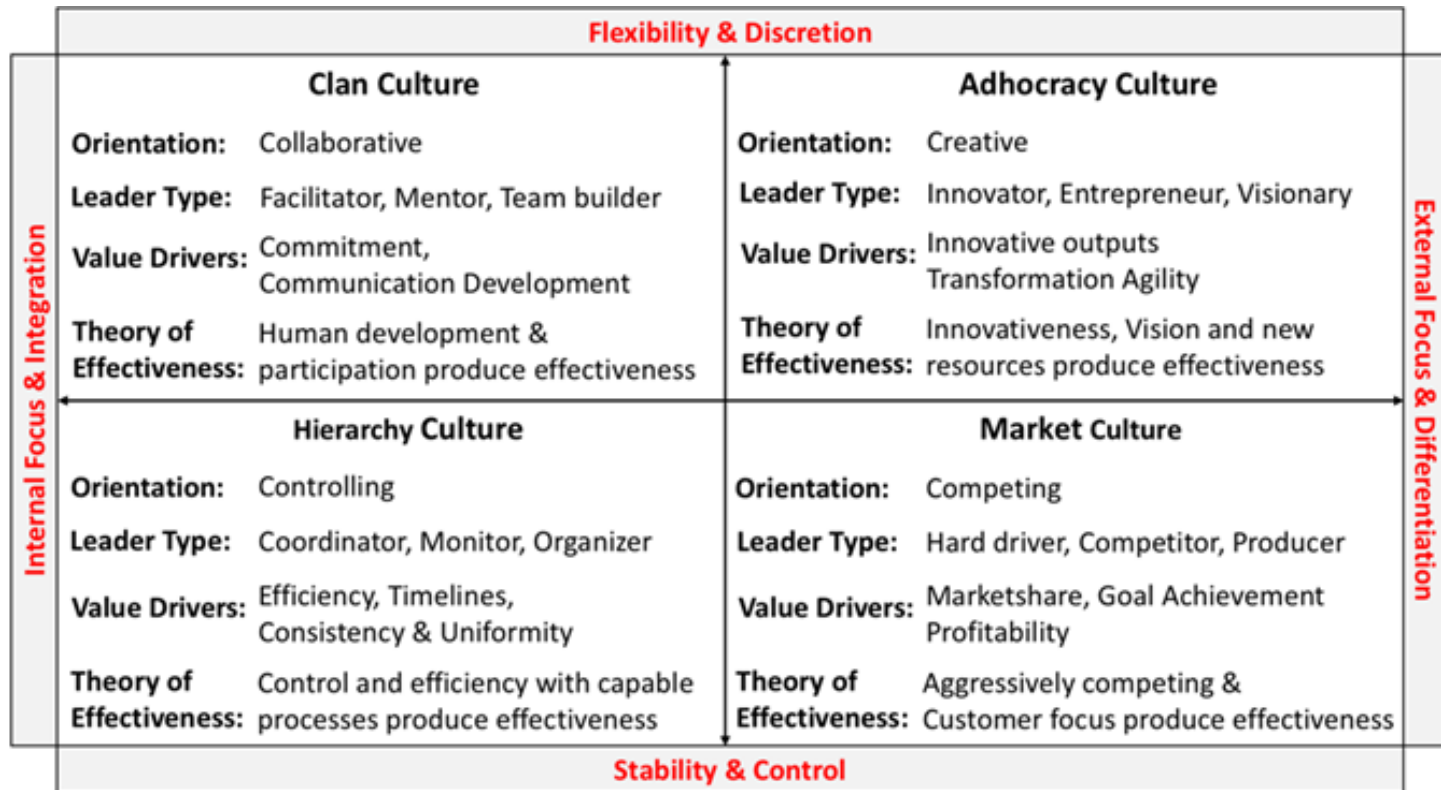 Flexibility & Discretion
Internal Focus & Integration
Clan Culture
Orientation: Collaborative
Leader Type: Facilitator, Mentor, Team builder
Value Drivers: Commitment,
Communication Development
Theory of Human development &
Effectiveness: participation produce effectiveness
Adhocracy Culture
Orientation: Creative
Leader Type: Innovator, Entrepreneur, Visionary
Value Drivers: Innovative outputs
Transformation Agility
Theory of Innovativeness, Vision and new
Effectiveness: resources produce effectiveness
External Focus & Differentiation
Hierarchy Culture
Orientation: Controlling
Leader Type: Coordinator, Monitor, Organizer
Value Drivers: Efficiency, Timelines,
Consistency & Uniformity
Theory of Control and efficiency with capable
Effectiveness: processes produce effectiveness
Market Culture
Orientation: Competing
Leader Type: Hard driver, Competitor, Producer
Value Drivers: Marketshare, Goal Achievement
Profitability
Theory of Aggressively competing &
Effectiveness: Customer focus produce effectiveness
Stability & Control